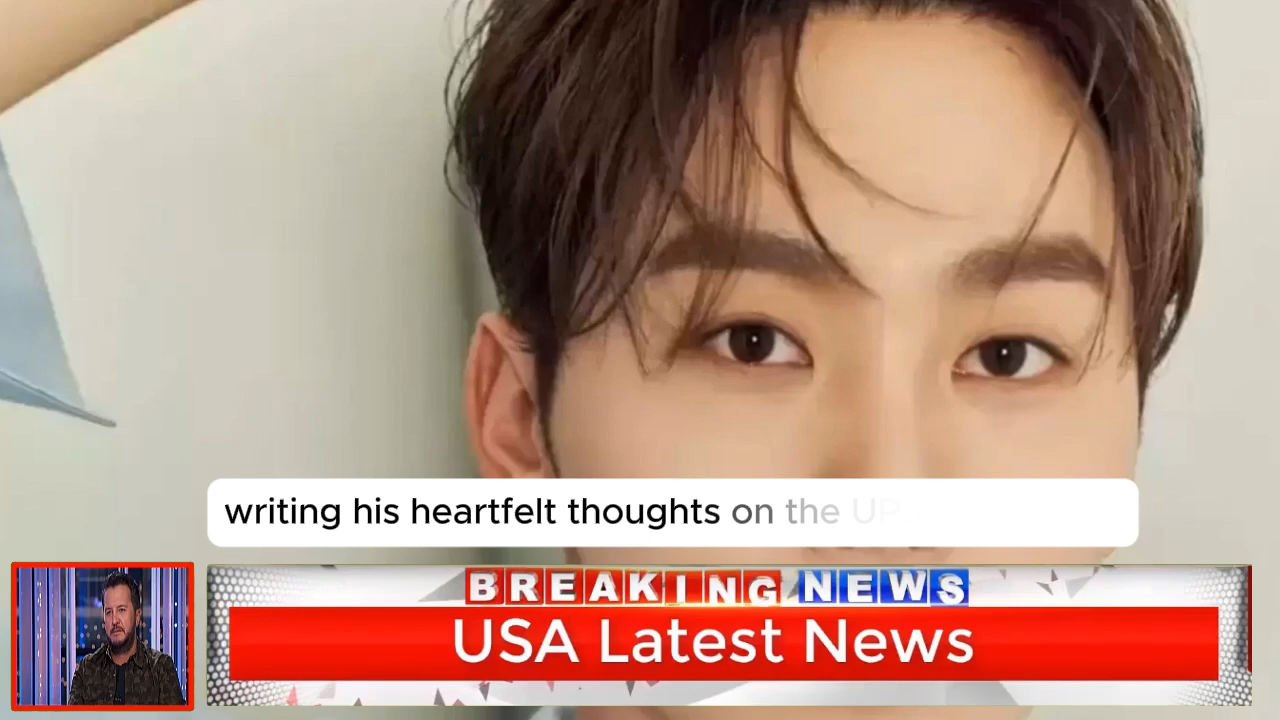 writing his heartfelt thoughts on the
BREAKING NEWS
USA Latest News